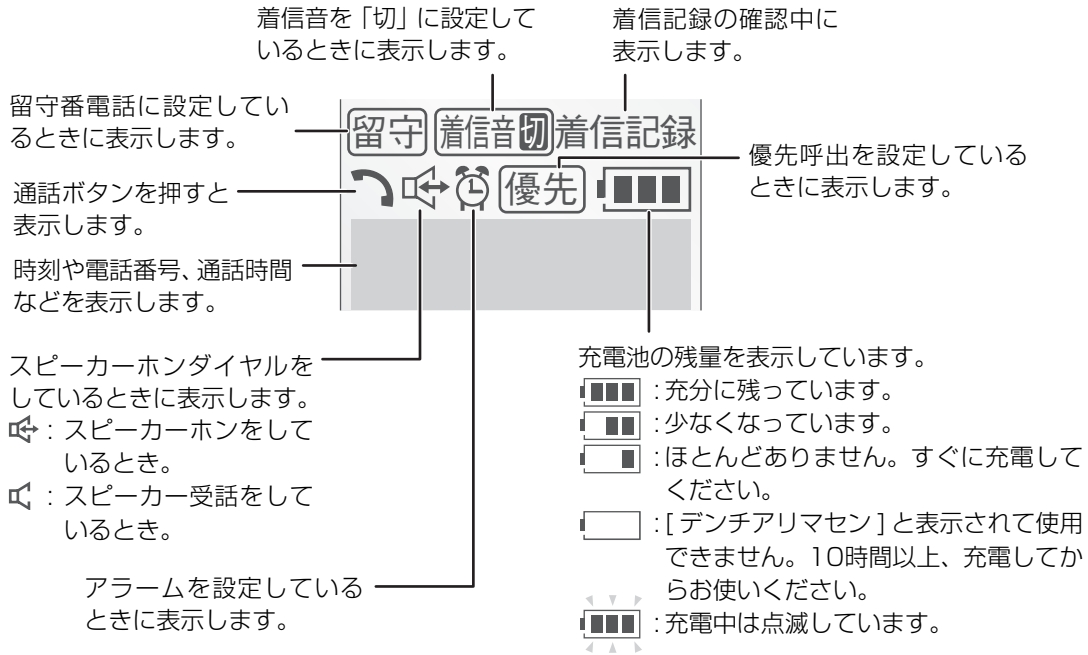 着信音を「切」に設定して
いるときに表示します。
着信記録の確認中に
表示します。
留守番電話に設定してい
るときに表示します。
留守 着信音切 着信記録
優先
優先呼出を設定している
ときに表示します。
通話ボタンを押すと
表示します。
時刻や電話番号、通話時間
などを表示します。
スピーカーホンダイヤルを
しているときに表示します。
：スピーカーホンをして
いるとき。
：スピーカー受話をして
いるとき。
アラームを設定している
ときに表示します。
充電池の残量を表示しています。
：充分に残っています。
：少なくなっています。
：ほとんどありません。すぐに充電して
ください。
：[デンチアリマセン]と表示されて使用
できません。10時間以上、充電してか
らお使いください。
：充電中は点滅しています。